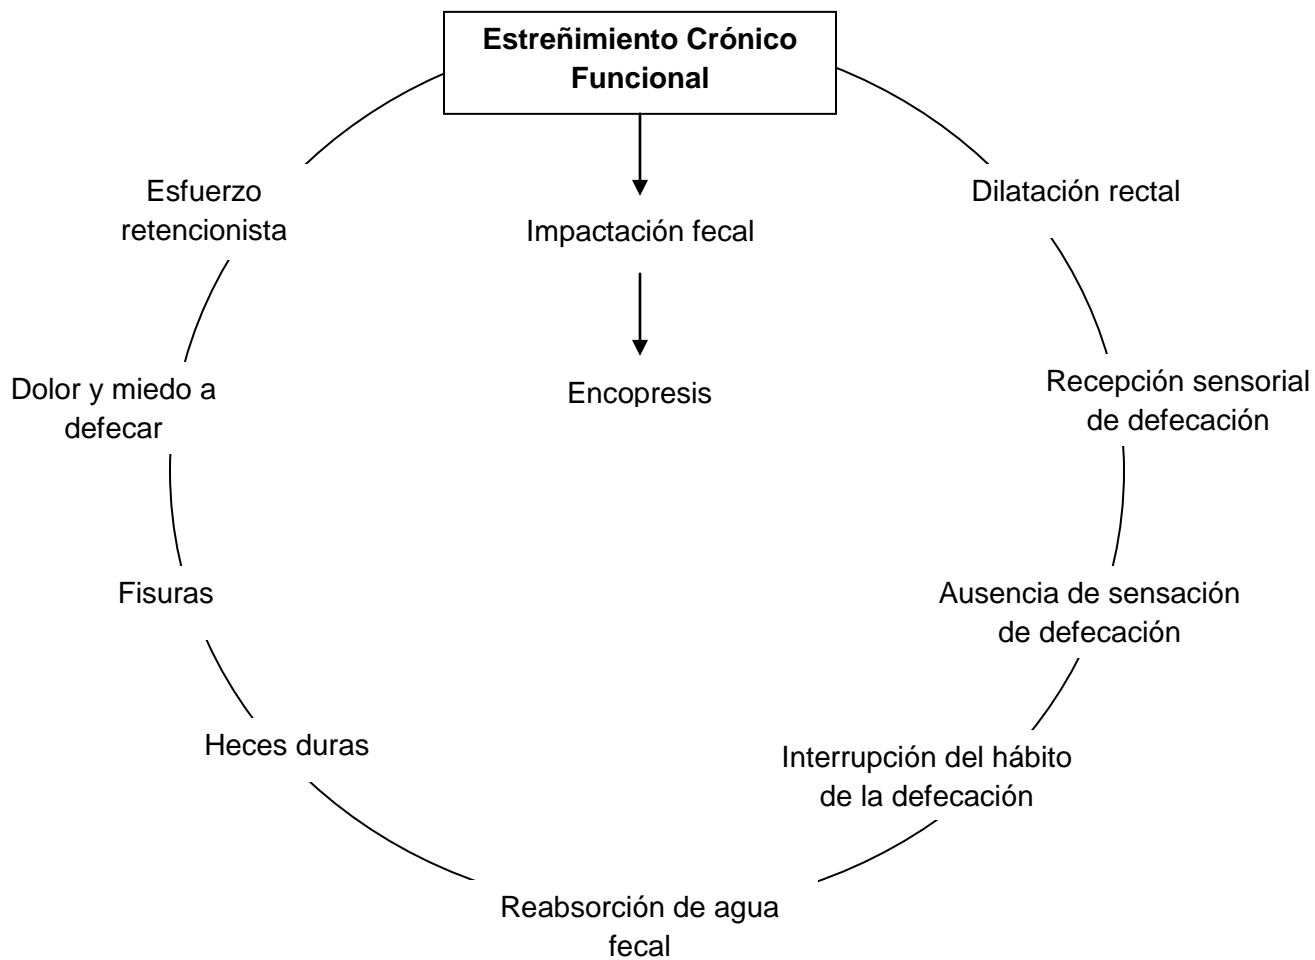 Estreñimiento Crónico
Funcional
Esfuerzo
retencionista
Impactación fecal
Dilatación rectal
Dolor y miedo a
defecar
Encopresis
Recepción sensorial
de defecación
Fisuras
Ausencia de sensación
de defecación
Heces duras
Interrupción del hábito
de la defecación
Reabsorción de agua
fecal